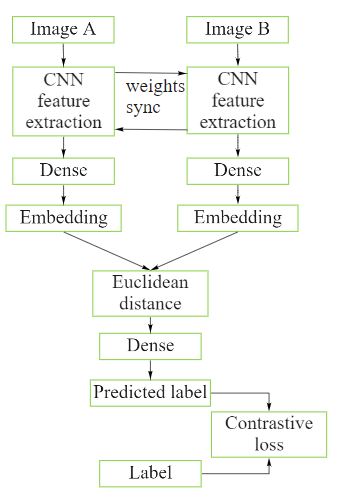 Image A
Image B
CNN
feature
extraction
weights
sync
CNN
feature
extraction
Dense
Dense
Embedding
Embedding
Euclidean
distance
Dense
Predicted label
Contrastive
loss
Label